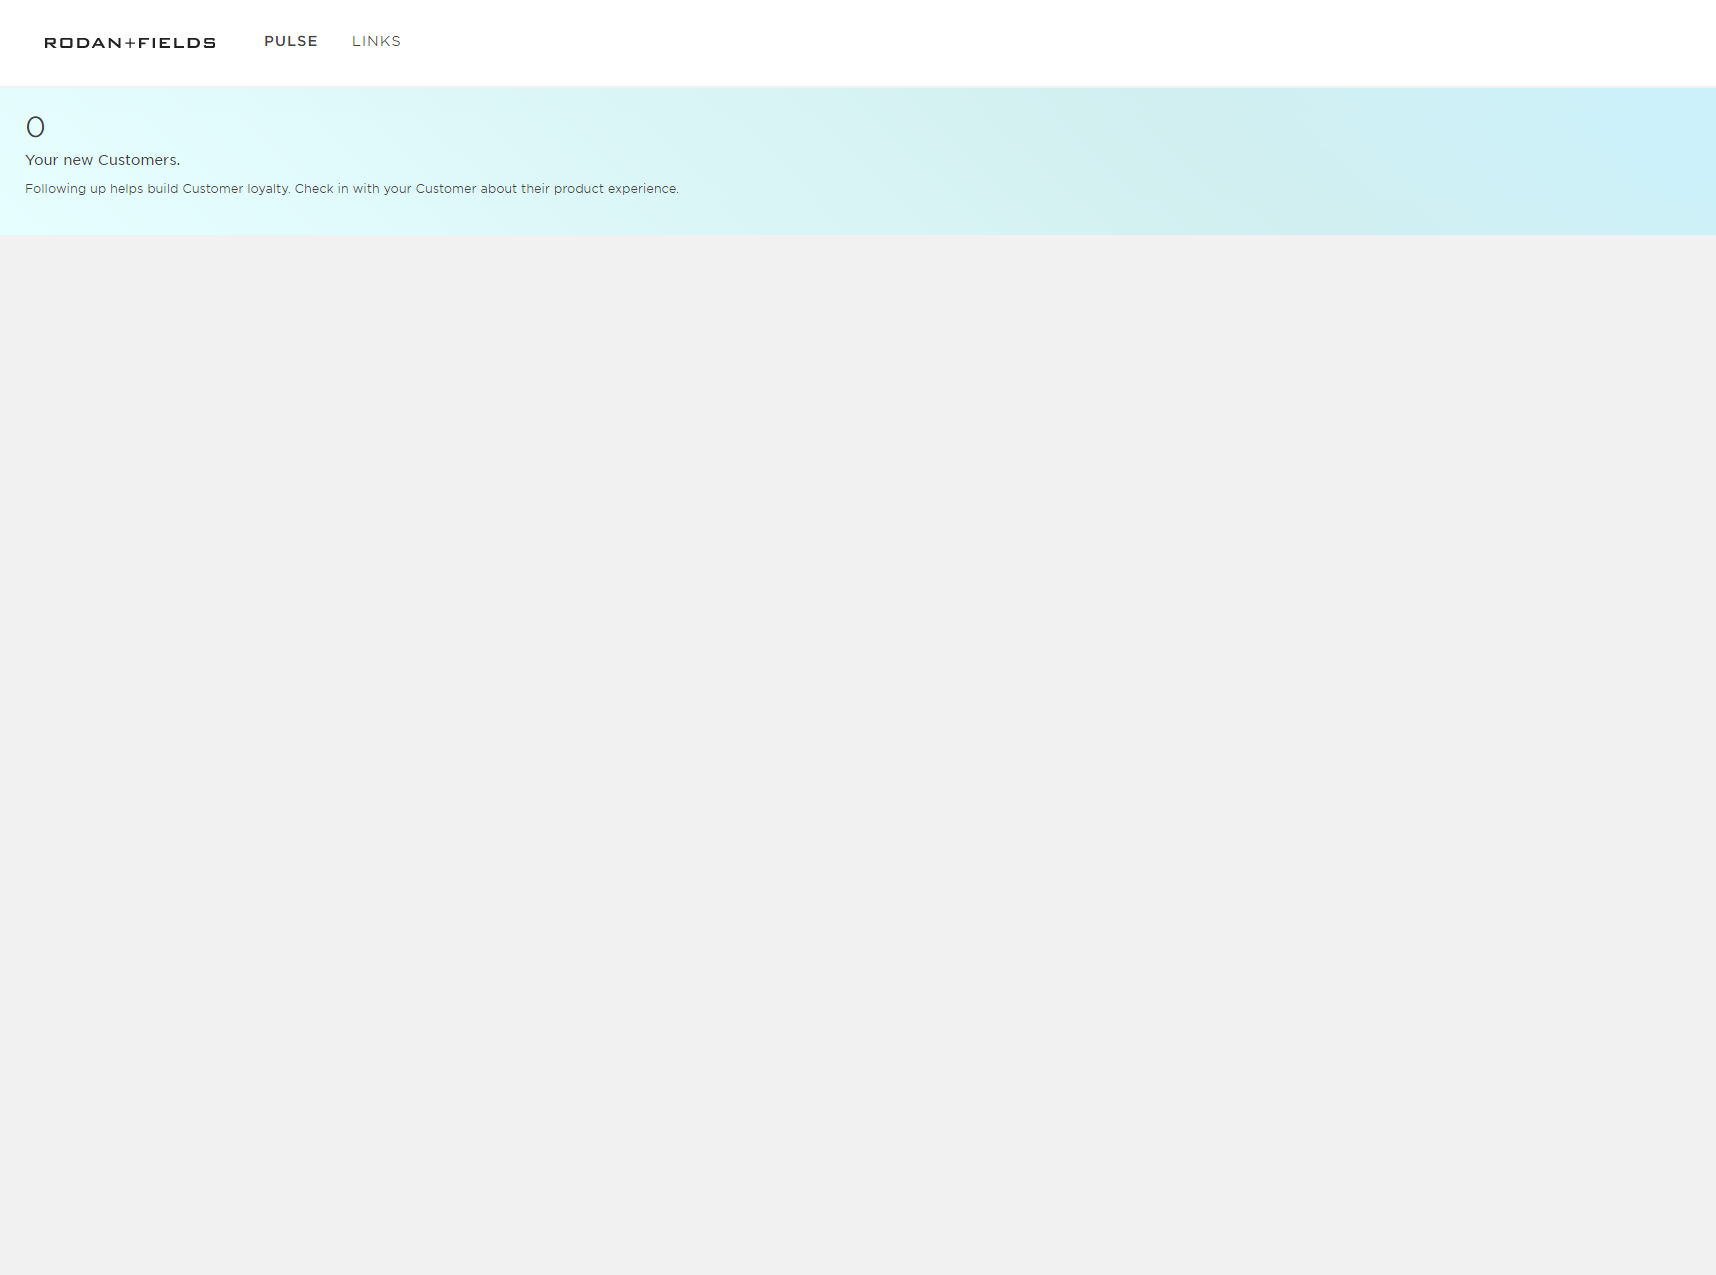 RODAN+FIELDS PULSE LINKS
0
Your new Customers.
Following up helps build Customer loyalty. Check in with your Customer about their product experience.